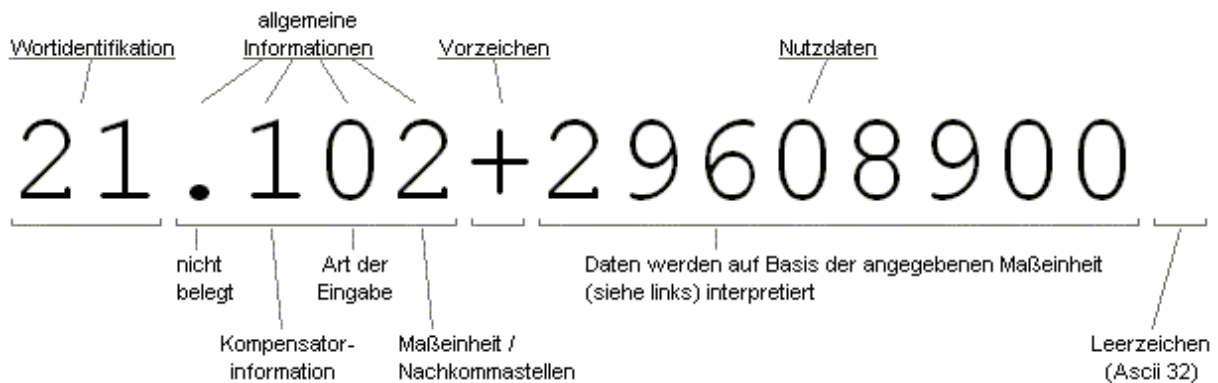 allgemeine
Wortidentifikation Informationen Vorzeichen Nutzdaten
21.102+29608900
nicht Art der Daten werden auf Basis der angegebenen Maßeinheit
belegt Eingabe (siehe links) interpretiert
Kompensator- Maßeinheit / Leerzeichen
information Nachkommastellen (Ascii 32)